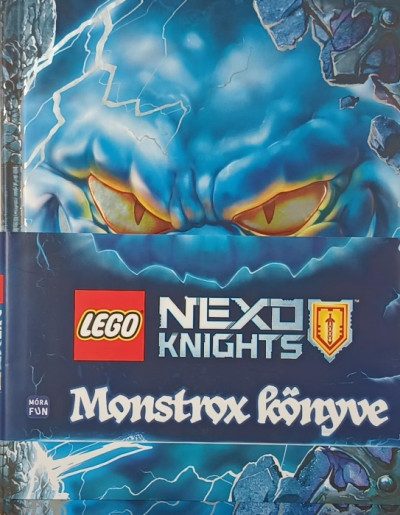 LEGO
NEXO
KNIGHTS
MÓRA
FUN
Monstrox könyve